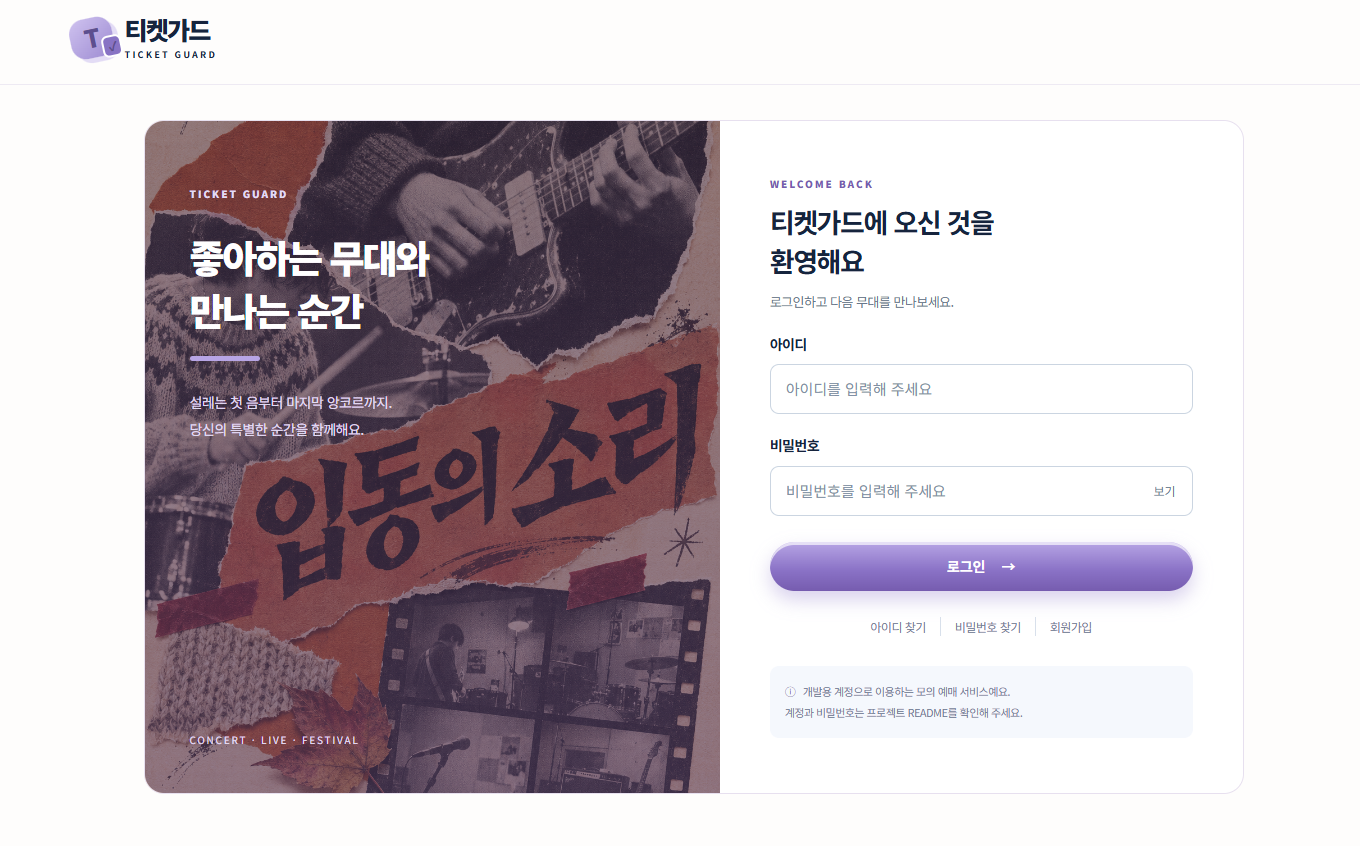 T
티켓가드
TICKET GUARD
TICKET GUARD
좋아하는 무대와
만나는 순간
설레는 첫 음부터 마지막 앙코르까지.
당신의 특별한 순간을 함께해요.
입동의 소리
CONCERT · LIVE · FESTIVAL
WELCOME BACK
티켓가드에 오신 것을
환영해요
로그인하고 다음 무대를 만나보세요.
아이디
아이디를 입력해 주세요
비밀번호
비밀번호를 입력해 주세요 보기
로그인 →
아이디 찾기 비밀번호 찾기 회원가입
ⓘ 개발용 계정으로 이용하는 모의 예매 서비스예요.
계정과 비밀번호는 프로젝트 README를 확인해 주세요.